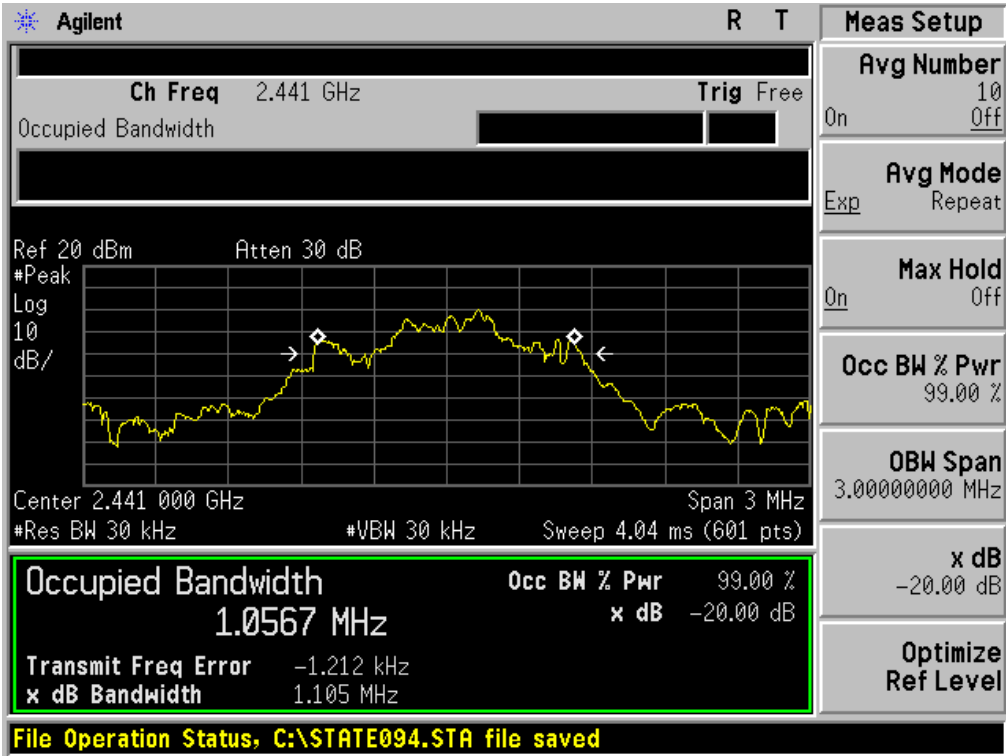 Agilent R T
Ch Freq 2.441 GHz Trig Free
Occupied Bandwidth
Ref 20 dBm Atten 30 dB
#Peak
Log
10
dB/
Center 2.441 000 GHz Span 3 MHz
#Res BW 30 kHz #VBW 30 kHz Sweep 4.04 ms (601 pts)
Occupied Bandwidth Occ BW % Pwr 99.00 %
1.0567 MHz x dB -20.00 dB
Transmit Freq Error -1.212 kHz
x dB Bandwidth 1.105 MHz
File Operation Status, C:\STATE094.STA file saved
Meas Setup
Avg Number
10
On Off
Avg Mode
Exp Repeat
Max Hold
On Off
Occ BW % Pwr
99.00 %
OBW Span
3.00000000 MHz
x dB
-20.00 dB
Optimize
Ref Level